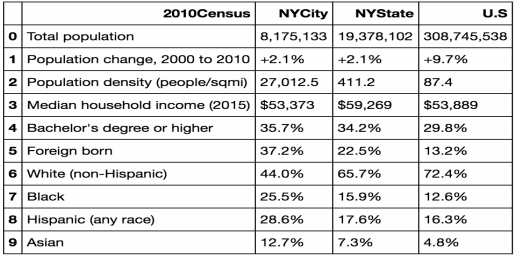 2010Census NYCity NYState U.S
0 Total population 8,175,133 19,378,102 308,745,538
1 Population change, 2000 to 2010 +2.1% +2.1% +9.7%
2 Population density (people/sqmi) 27,012.5 411.2 87.4
3 Median household income (2015) $53,373 $59,269 $53,889
4 Bachelor's degree or higher 35.7% 34.2% 29.8%
5 Foreign born 37.2% 22.5% 13.2%
6 White (non-Hispanic) 44.0% 65.7% 72.4%
7 Black 25.5% 15.9% 12.6%
8 Hispanic (any race) 28.6% 17.6% 16.3%
9 Asian 12.7% 7.3% 4.8%